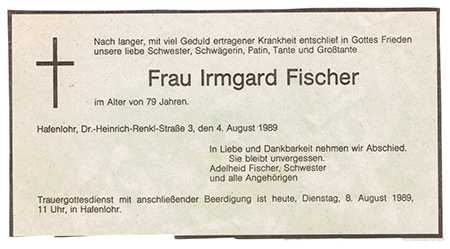 Nach langer, mit viel Geduld ertragener Krankheit entschlief in Gottes Frieden
unsere liebe Schwester, Schwägerin, Patin, Tante und Großtante
Frau Irmgard Fischer
im Alter von 79 Jahren.
Hafenlohr, Dr.-Heinrich-Renkl-Straße 3, den 4. August 1989
In Liebe und Dankbarkeit nehmen wir Abschied.
Sie bleibt unvergessen.
Adelheid Fischer, Schwester
und alle Angehörigen
Trauergottesdienst mit anschließender Beerdigung ist heute, Dienstag, 8. August 1989,
11 Uhr, in Hafenlohr.